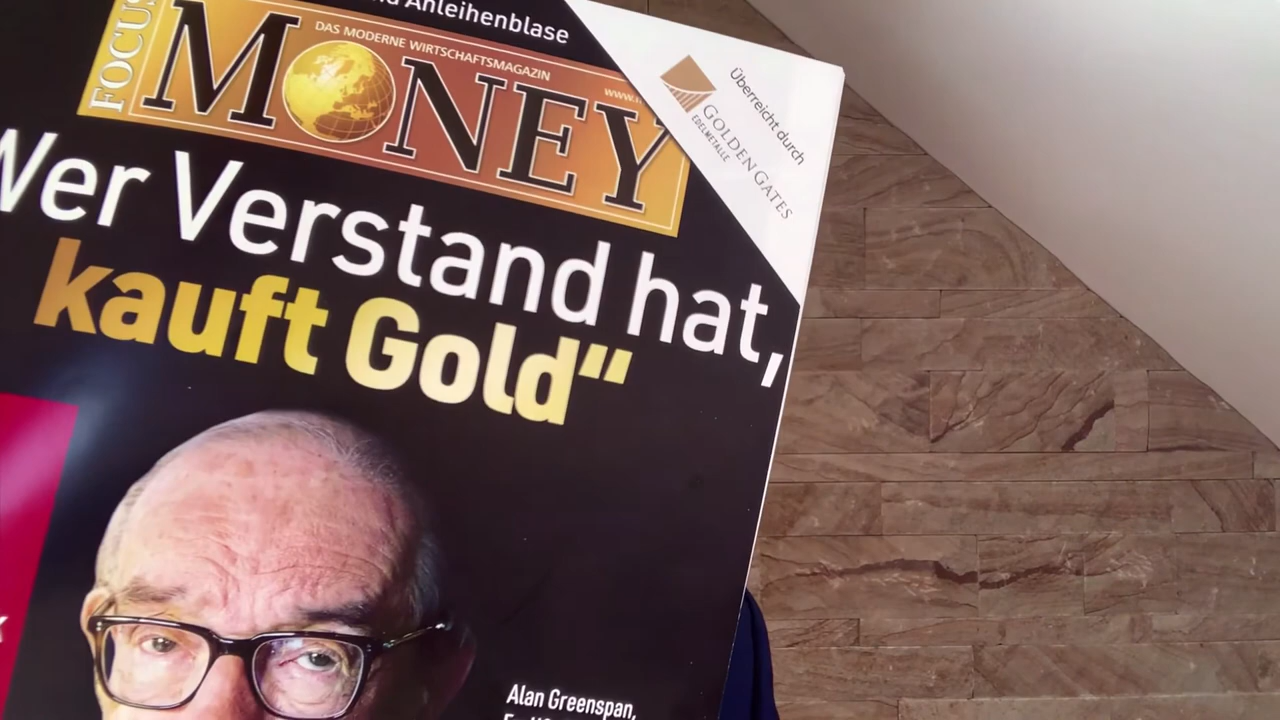 Anleihenblase
FOCUS
DAS MODERNE WIRTSCHAFTSMAGAZIN
MONEY
Überreicht durch
GOLDEN GATES
EDELMETALLE
Wer Verstand hat,
kauft Gold“
Alan Greenspan,